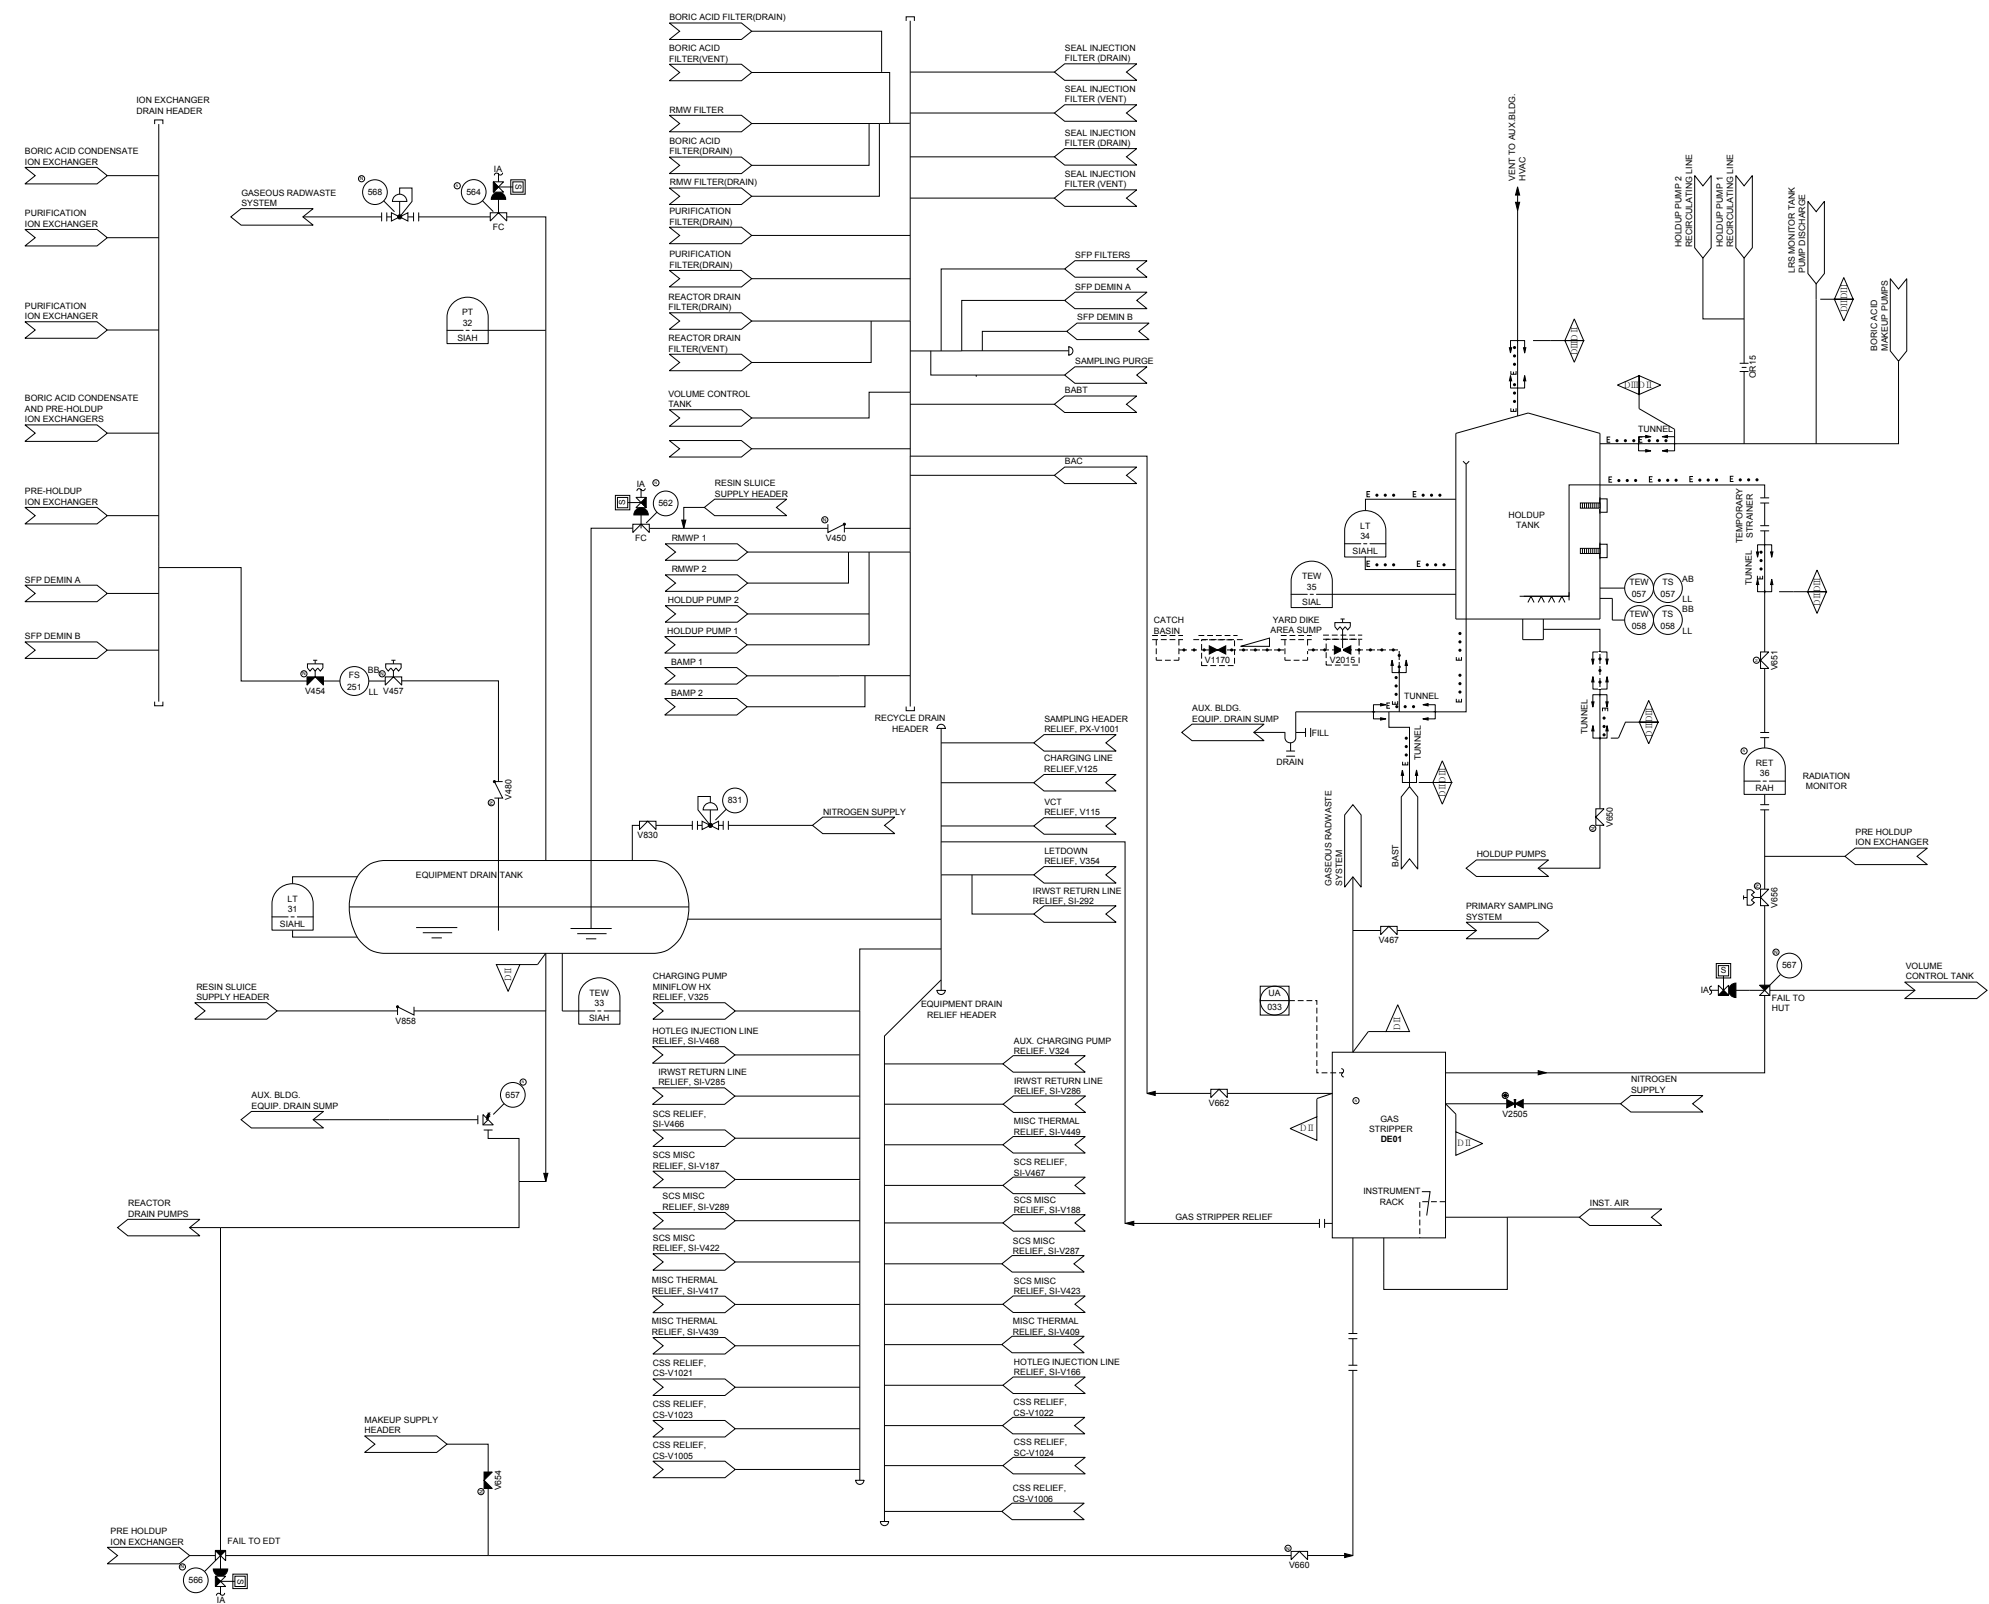 ION EXCHANGER
DRAIN HEADER
BORIC ACID CONDENSATE
ION EXCHANGER
PURIFICATION
ION EXCHANGER
PURIFICATION
ION EXCHANGER
BORIC ACID CONDENSATE
AND PRE-HOLDUP
ION EXCHANGERS
PRE-HOLDUP
ION EXCHANGER
SFP DEMIN A
SFP DEMIN B
GASEOUS RADWASTE
SYSTEM
568
564
IA
S
FC
PT
32
SIAH
V454
FS
251
BB
LL
V457
V480
BORIC ACID FILTER(DRAIN)
BORIC ACID
FILTER(VENT)
RMW FILTER
BORIC ACID
FILTER(DRAIN)
RMW FILTER(DRAIN)
PURIFICATION
FILTER(DRAIN)
PURIFICATION
FILTER(DRAIN)
REACTOR DRAIN
FILTER(DRAIN)
REACTOR DRAIN
FILTER(VENT)
VOLUME CONTROL
TANK
IA
S
562
FC
RESIN SLUICE
SUPPLY HEADER
V450
RMWP 1
RMWP 2
HOLDUP PUMP 2
HOLDUP PUMP 1
BAMP 1
BAMP 2
RECYCLE DRAIN
HEADER
SEAL INJECTION
FILTER (DRAIN)
SEAL INJECTION
FILTER (VENT)
SEAL INJECTION
FILTER (DRAIN)
SEAL INJECTION
FILTER (VENT)
SFP FILTERS
SFP DEMIN A
SFP DEMIN B
SAMPLING PURGE
BABT
BAC
SAMPLING HEADER
RELIEF, PX-V1001
CHARGING LINE
RELIEF,V125
VCT
RELIEF, V115
LETDOWN
RELIEF, V354
IRWST RETURN LINE
RELIEF, SI-292
831
V830
NITROGEN SUPPLY
EQUIPMENT DRAIN TANK
LT
31
SIAHL
D II
TEW
33
SIAH
RESIN SLUICE
SUPPLY HEADER
V858
657
AUX. BLDG.
EQUIP. DRAIN SUMP
REACTOR
DRAIN PUMPS
MAKEUP SUPPLY
HEADER
V654
PRE HOLDUP
ION EXCHANGER
FAIL TO EDT
566
S
IA
V660
CHARGING PUMP
MINIFLOW HX
RELIEF, V325
HOTLEG INJECTION LINE
RELIEF, SI-V468
IRWST RETURN LINE
RELIEF, SI-V285
SCS RELIEF,
SI-V466
SCS MISC
RELIEF, SI-V187
SCS MISC
RELIEF, SI-V289
SCS MISC
RELIEF, SI-V422
MISC THERMAL
RELIEF, SI-V417
MISC THERMAL
RELIEF, SI-V439
CSS RELIEF,
CS-V1021
CSS RELIEF,
CS-V1023
CSS RELIEF,
CS-V1005
EQUIPMENT DRAIN
RELIEF HEADER
AUX. CHARGING PUMP
RELIEF. V324
IRWST RETURN LINE
RELIEF, SI-V286
MISC THERMAL
RELIEF, SI-V449
SCS RELIEF,
SI-V467
SCS MISC
RELIEF, SI-V188
SCS MISC
RELIEF, SI-V287
SCS MISC
RELIEF, SI-V423
MISC THERMAL
RELIEF, SI-V409
HOTLEG INJECTION LINE
RELIEF, SI-V166
CSS RELIEF,
CS-V1022
CSS RELIEF,
SC-V1024
CSS RELIEF,
CS-V1006
VENT TO AUX.BLDG.
HVAC
HOLDUP PUMP 2
RECIRCULATING LINE
HOLDUP PUMP 1
RECIRCULATING LINE
LRS MONITOR TANK
PUMP DISCHARGE
BORIC ACID
MAKEUP PUMPS
OR15
TUNNEL
HOLDUP
TANK
LT
34
SIAHL
TEW
35
SIAL
TEW
057
TS
057
AB
LL
TEW
058
TS
058
BB
LL
TEMPORARY
STRAINER
TUNNEL
V651
RET
36
RAH
RADIATION
MONITOR
PRE HOLDUP
ION EXCHANGER
V656
567
S
IA
FAIL TO
HUT
VOLUME
CONTROL TANK
CATCH
BASIN
V1170
YARD DIKE
AREA SUMP
V2015
TUNNEL
AUX. BLDG.
EQUIP. DRAIN SUMP
FILL
DRAIN
TUNNEL
BAST
GASEOUS RADWASTE
SYSTEM
TUNNEL
V650
HOLDUP PUMPS
PRIMARY SAMPLING
SYSTEM
V467
UA
033
D II
V662
D II
GAS
STRIPPER
DE01
D II
INSTRUMENT
RACK
GAS STRIPPER RELIEF
V2505
NITROGEN
SUPPLY
INST. AIR